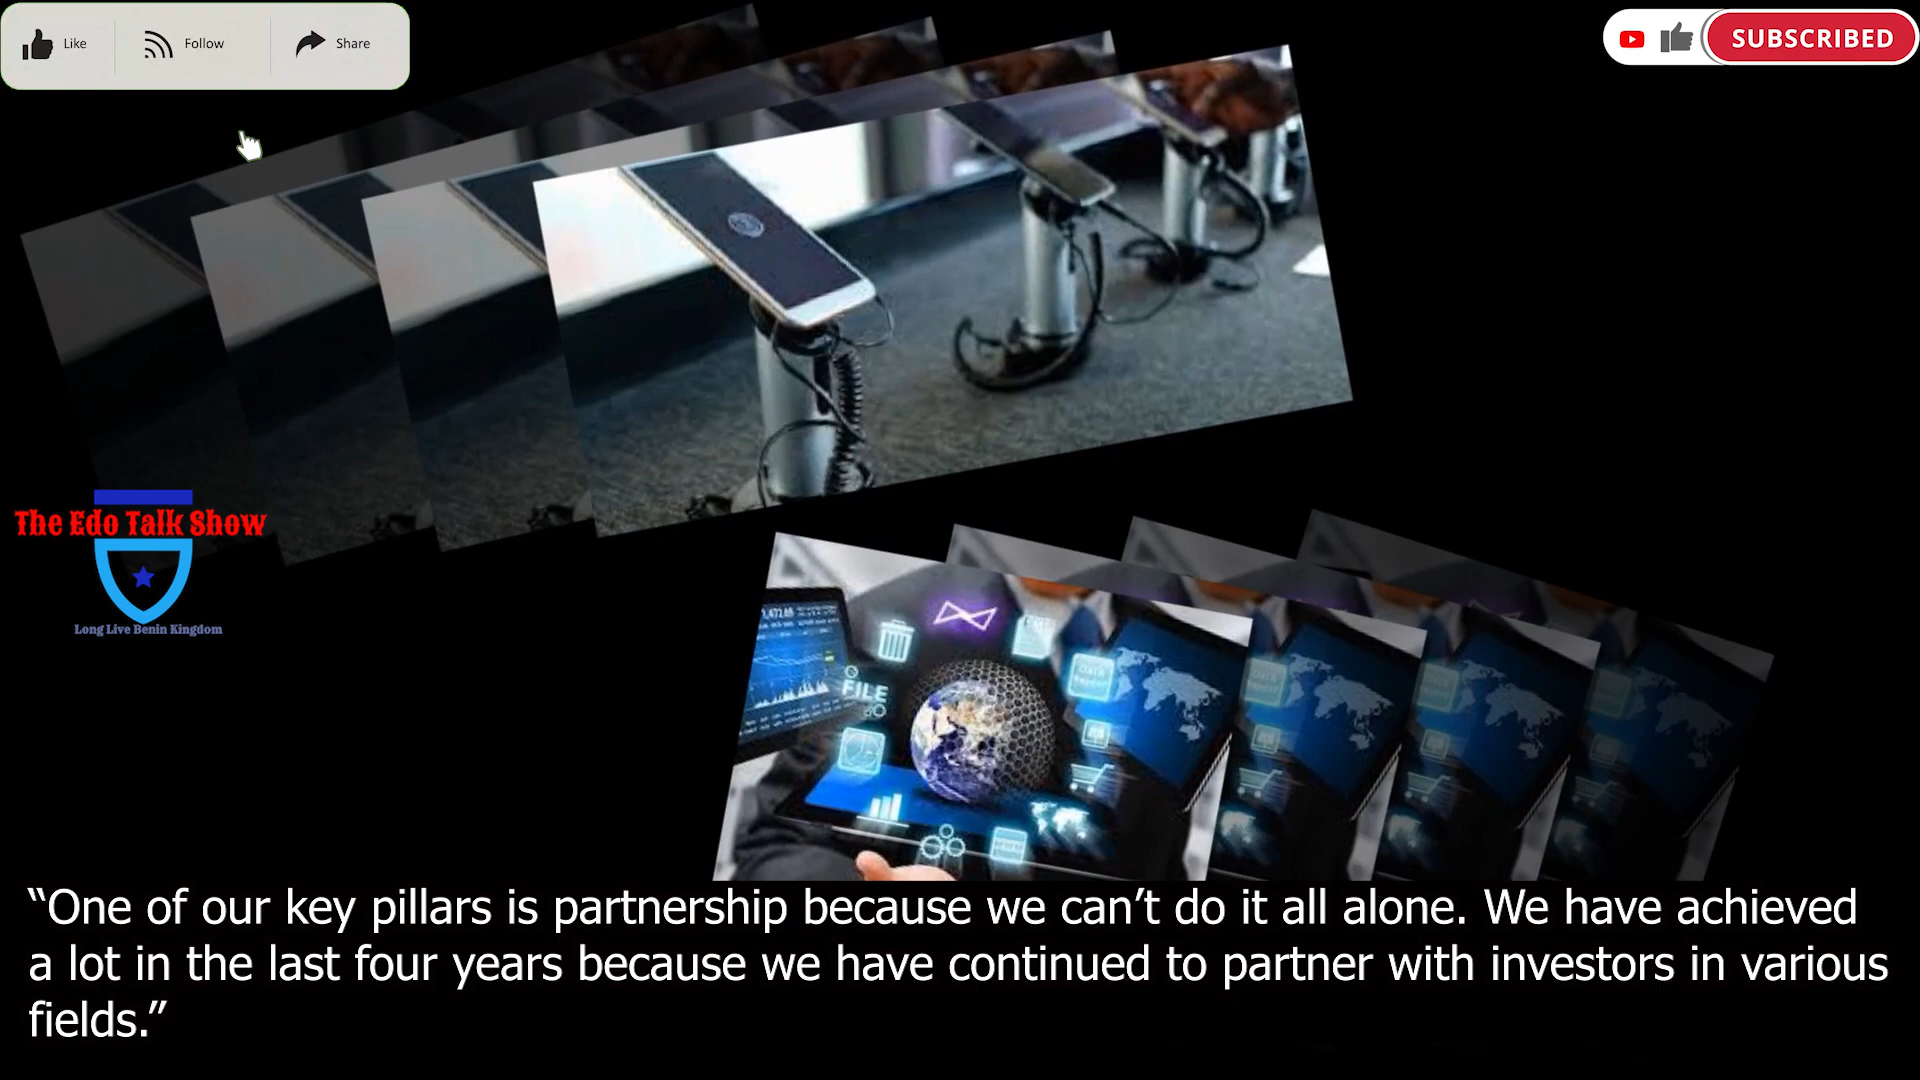 Like
Follow
Share
SUBSCRIBED
The Edo Talk Show
Long Live Benin Kingdom
FILE
“One of our key pillars is partnership because we can’t do it all alone. We have achieved
a lot in the last four years because we have continued to partner with investors in various
fields.”